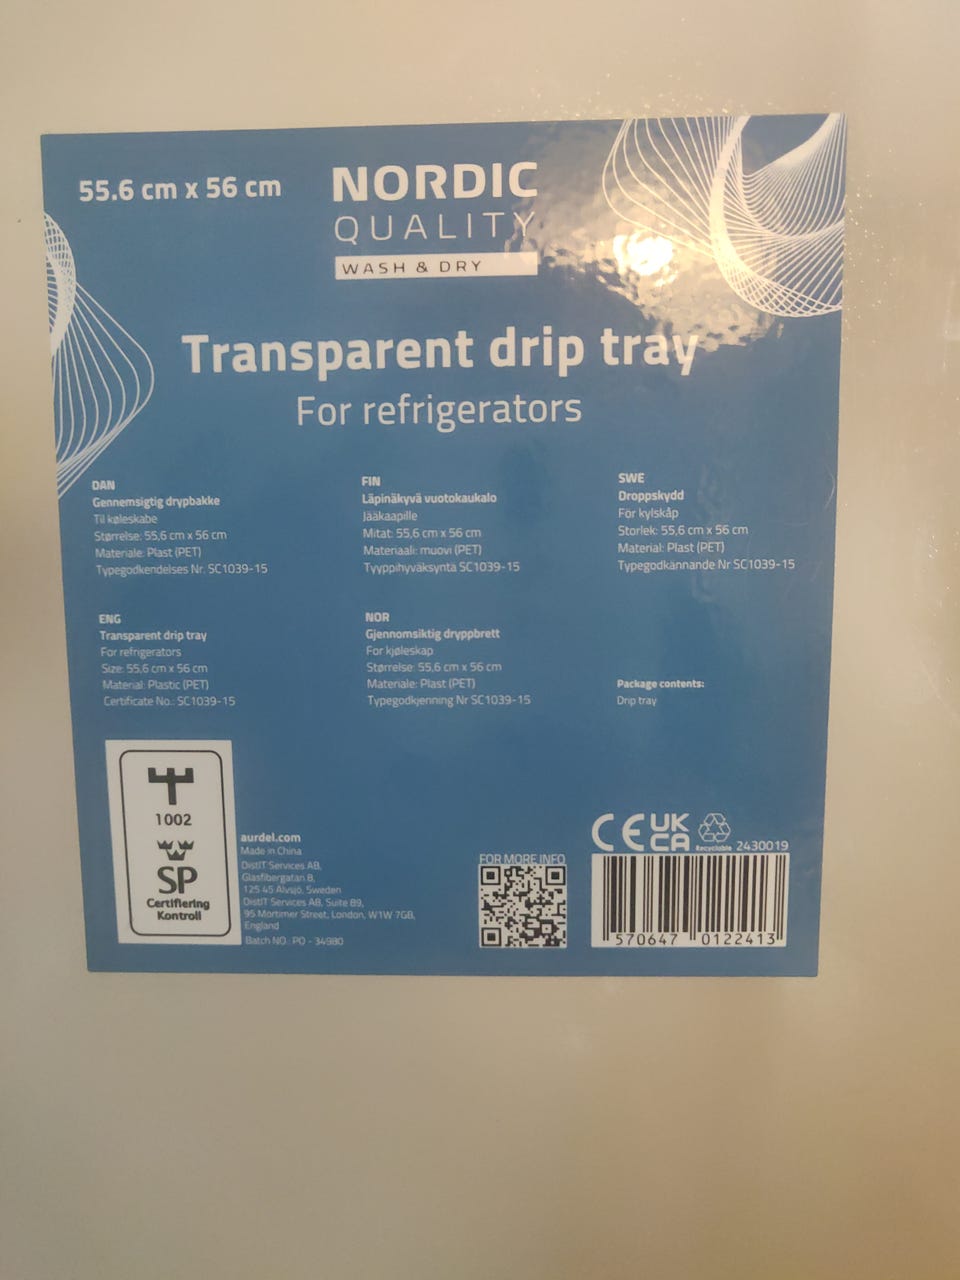 55.6 cm x 56 cm
NORDIC
QUALITY
WASH & DRY
Transparent drip tray
For refrigerators
DAN
Gennemsigtig drypbakke
Til køleskabe
Størrelse: 55,6 cm x 56 cm
Materiale: Plast (PET)
Typegodkendelses Nr. SC1039-15
FIN
Läpinäkyvä vuotokaukalo
Jääkaapille
Mitat: 55,6 cm x 56 cm
Materiaali: muovi (PET)
Tyyppihyväksyntä SC1039-15
SWE
Droppskydd
För kylskåp
Storlek: 55,6 cm x 56 cm
Material: Plast (PET)
Typegodkännande Nr SC1039-15
ENG
Transparent drip tray
For refrigerators
Size: 55,6 cm x 56 cm
Material: Plastic (PET)
Certificate No.: SC1039-15
NOR
Gjennomsiktig dryppbrett
For kjøleskap
Størrelse: 55,6 cm x 56 cm
Materiale: Plast (PET)
Typegodkjenning Nr SC1039-15
Package contents:
Drip tray
1002
SP
Certifiering
Kontroll
aurdel.com
Made in China
DistIT Services AB,
Glasfibergatan 8,
125 45 Älvsjö, Sweden
DistIT Services AB, Suite 89,
95 Mortimer Street, London, W1W 7GB,
England
Batch NO.: PO - 34980
FOR MORE INFO
CE
UK
CA
Recyclable 2430019
570647 0122413